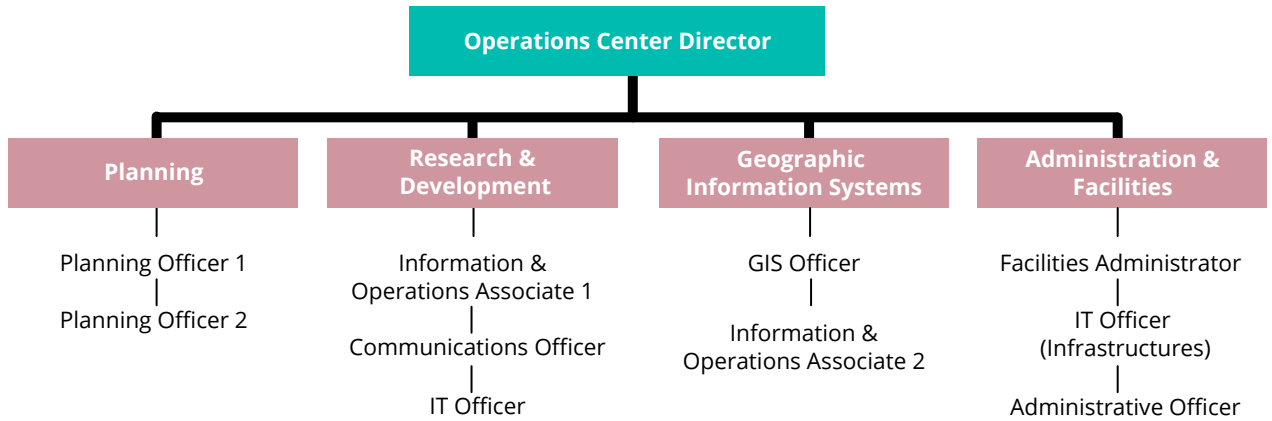 Operations Center Director
Planning
Research &
Development
Geographic
Information Systems
Administration &
Facilities
Planning Officer 1
Planning Officer 2
Information &
Operations Associate 1
Communications Officer
IT Officer
GIS Officer
Information &
Operations Associate 2
Facilities Administrator
IT Officer
(Infrastructures)
Administrative Officer